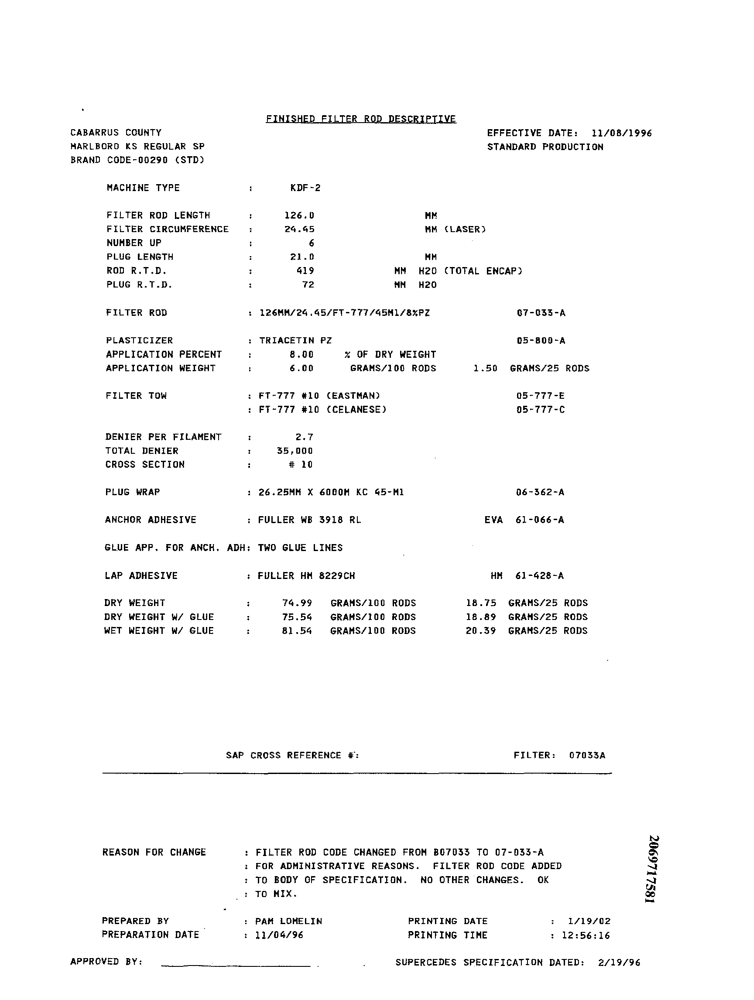 FINISHED FILTER ROD DESCRIPTIVE
CABARRUS COUNTY EFFECTIVE DATE: 11/08/1996
MARLBORO KS REGULAR SP STANDARD PRODUCTION
BRAND CODE-00290 (STD)
MACHINE TYPE : KDF-2
FILTER ROD LENGTH : 126.0 MM
FILTER CIRCUMFERENCE : 24.45 MM (LASER)
NUMBER UP : 6
PLUG LENGTH : 21.0 MM
ROD R.T.D. : 419 MM H2O (TOTAL ENCAP)
PLUG R.T.D. : 72 MM H2O
FILTER ROD : 126MM/24.45/FT-777/45M1/8%PZ 07-033-A
PLASTICIZER : TRIACETIN PZ 05-800-A
APPLICATION PERCENT : 8.00 % OF DRY WEIGHT
APPLICATION WEIGHT : 6.00 GRAMS/100 RODS 1.50 GRAMS/25 RODS
FILTER TOW : FT-777 #10 (EASTMAN) 05-777-E
: FT-777 #10 (CELANESE) 05-777-C
DENIER PER FILAMENT : 2.7
TOTAL DENIER : 35,000
CROSS SECTION : # 10
PLUG WRAP : 26.25MM X 6000M KC 45-M1 06-362-A
ANCHOR ADHESIVE : FULLER WB 3918 RL EVA 61-066-A
GLUE APP. FOR ANCH. ADH: TWO GLUE LINES
LAP ADHESIVE : FULLER HM 8229CH HM 61-428-A
DRY WEIGHT : 74.99 GRAMS/100 RODS 18.75 GRAMS/25 RODS
DRY WEIGHT W/ GLUE : 75.54 GRAMS/100 RODS 18.89 GRAMS/25 RODS
WET WEIGHT W/ GLUE : 81.54 GRAMS/100 RODS 20.39 GRAMS/25 RODS
SAP CROSS REFERENCE #: FILTER: 07033A
REASON FOR CHANGE : FILTER ROD CODE CHANGED FROM B07033 TO 07-033-A
: FOR ADMINISTRATIVE REASONS. FILTER ROD CODE ADDED
: TO BODY OF SPECIFICATION. NO OTHER CHANGES. OK
: TO MIX.
PREPARED BY : PAM LOMELIN PRINTING DATE : 1/19/02
PREPARATION DATE : 11/04/96 PRINTING TIME : 12:56:16
APPROVED BY: SUPERCEDES SPECIFICATION DATED: 2/19/96
2069717581